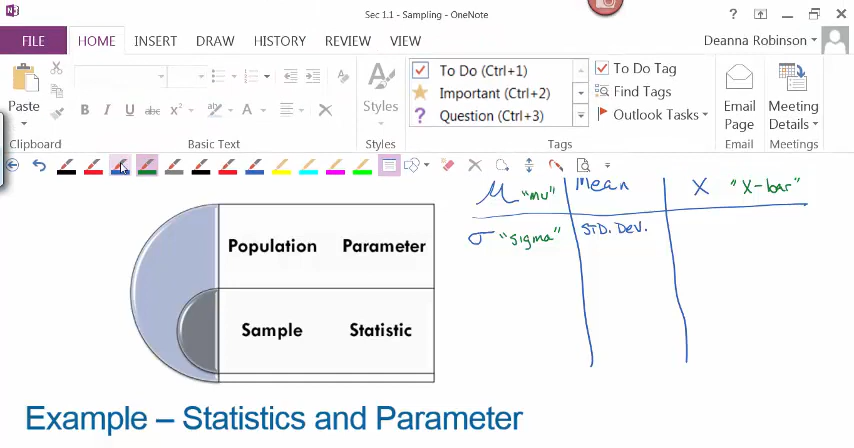 Sec 1.1 - Sampling - OneNote
?
FILE HOME INSERT DRAW HISTORY REVIEW VIEW Deanna Robinson
Paste
B I U abc x² A
Clipboard
Basic Text
Styles
Styles
To Do (Ctrl+1)
Important (Ctrl+2)
? Question (Ctrl+3)
To Do Tag
Find Tags
Outlook Tasks
Tags
Email
Page
Email
Meeting
Details
Meetings
μ "mu" Mean X "X-bar"
σ "sigma" STD. DEV.
Population Parameter
Sample Statistic
Example – Statistics and Parameter